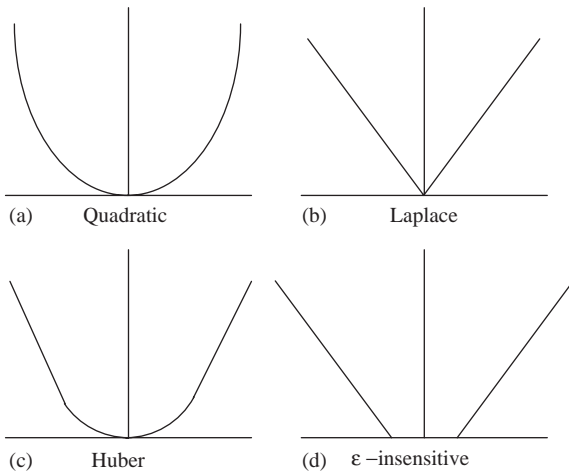 (a) Quadratic
(b) Laplace
(c) Huber
(d) ε –insensitive